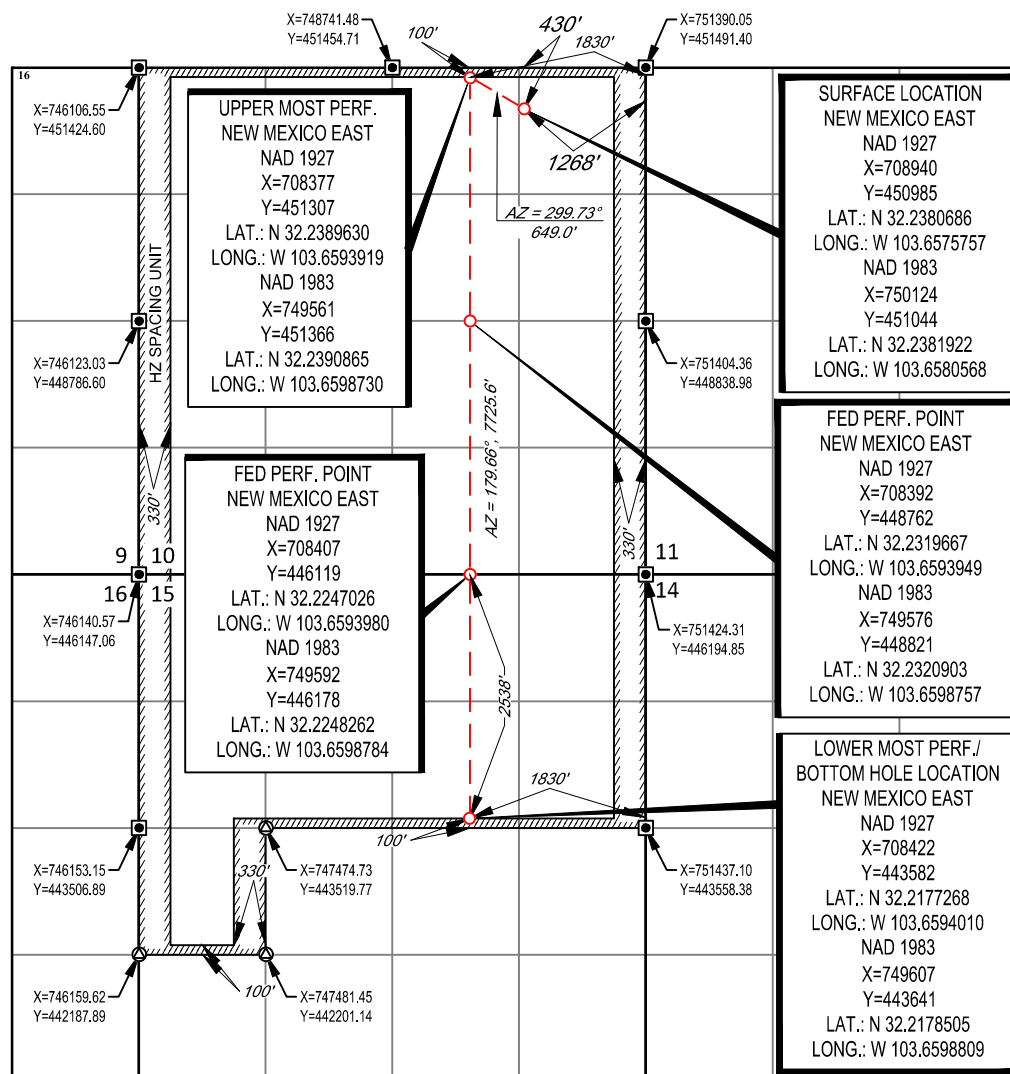 16
X=748741.48
Y=451454.71
100'
430'
1830'
X=751390.05
Y=451491.40
X=746106.55
Y=451424.60
UPPER MOST PERF.
NEW MEXICO EAST
NAD 1927
X=708377
Y=451307
LAT.: N 32.2389630
LONG.: W 103.6593919
NAD 1983
X=749561
Y=451366
LAT.: N 32.2390865
LONG.: W 103.6598730
SURFACE LOCATION
NEW MEXICO EAST
NAD 1927
X=708940
Y=450985
LAT.: N 32.2380686
LONG.: W 103.6575757
NAD 1983
X=750124
Y=451044
LAT.: N 32.2381922
LONG.: W 103.6580568
1268'
AZ = 299.73°
649.0'
HZ SPACING UNIT
X=746123.03
Y=448786.60
X=751404.36
Y=448838.98
AZ = 179.66°, 7725.6'
330'
330'
FED PERF. POINT
NEW MEXICO EAST
NAD 1927
X=708407
Y=446119
LAT.: N 32.2247026
LONG.: W 103.6593980
NAD 1983
X=749592
Y=446178
LAT.: N 32.2248262
LONG.: W 103.6598784
FED PERF. POINT
NEW MEXICO EAST
NAD 1927
X=708392
Y=448762
LAT.: N 32.2319667
LONG.: W 103.6593949
NAD 1983
X=749576
Y=448821
LAT.: N 32.2320903
LONG.: W 103.6598757
9 10
16 15
11
14
X=746140.57
Y=446147.06
X=751424.31
Y=446194.85
2538'
1830'
100'
LOWER MOST PERF./
BOTTOM HOLE LOCATION
NEW MEXICO EAST
NAD 1927
X=708422
Y=443582
LAT.: N 32.2177268
LONG.: W 103.6594010
NAD 1983
X=749607
Y=443641
LAT.: N 32.2178505
LONG.: W 103.6598809
X=746153.15
Y=443506.89
330'
X=747474.73
Y=443519.77
X=751437.10
Y=443558.38
X=746159.62
Y=442187.89
100'
X=747481.45
Y=442201.14